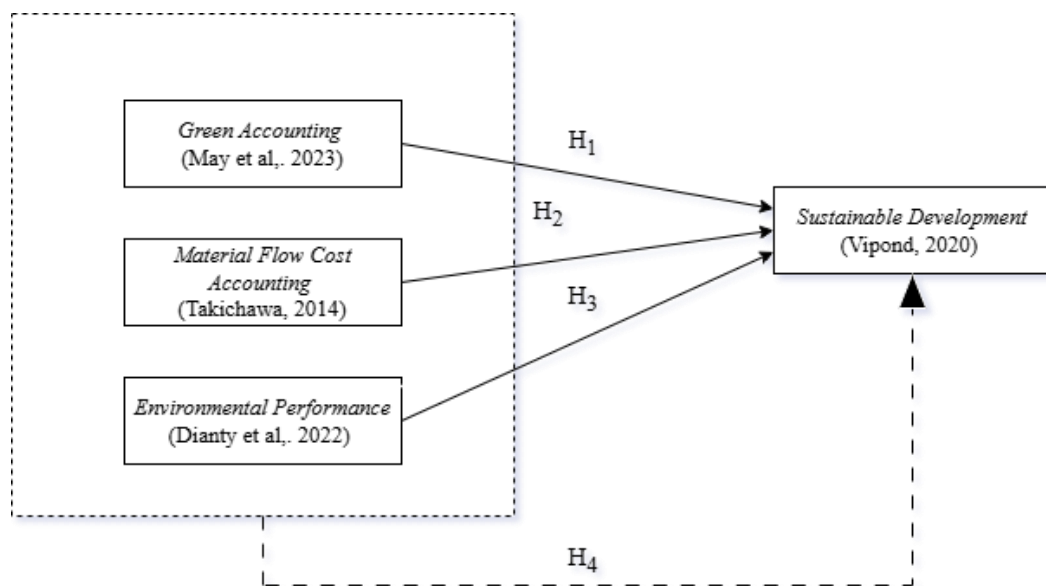 Green Accounting
(May et al,. 2023)
H1
H2
Sustainable Development
(Vipond, 2020)
Material Flow Cost
Accounting
(Takichawa, 2014)
H3
Environmental Performance
(Dianty et al,. 2022)
H4